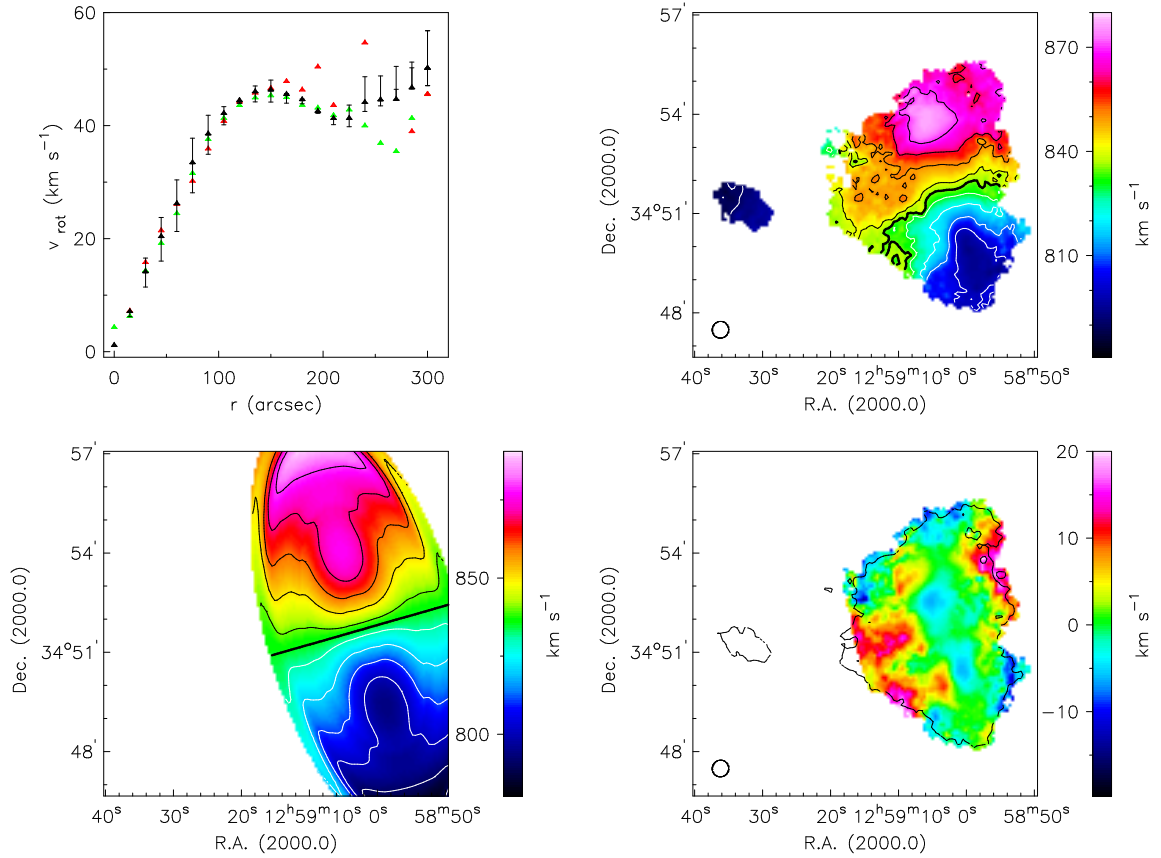 60
40
20
0
v rot (km s⁻¹)
0 100 200 300
r (arcsec)
57'
54'
34°51'
48'
Dec. (2000.0)
40ˢ 30ˢ 20ˢ 12ʰ59ᵐ10ˢ 0ˢ 58ᵐ50ˢ
R.A. (2000.0)
870
840
810
km s⁻¹
57'
54'
34°51'
48'
Dec. (2000.0)
40ˢ 30ˢ 20ˢ 12ʰ59ᵐ10ˢ 0ˢ 58ᵐ50ˢ
R.A. (2000.0)
850
800
km s⁻¹
57'
54'
34°51'
48'
Dec. (2000.0)
40ˢ 30ˢ 20ˢ 12ʰ59ᵐ10ˢ 0ˢ 58ᵐ50ˢ
R.A. (2000.0)
20
10
0
−10
km s⁻¹